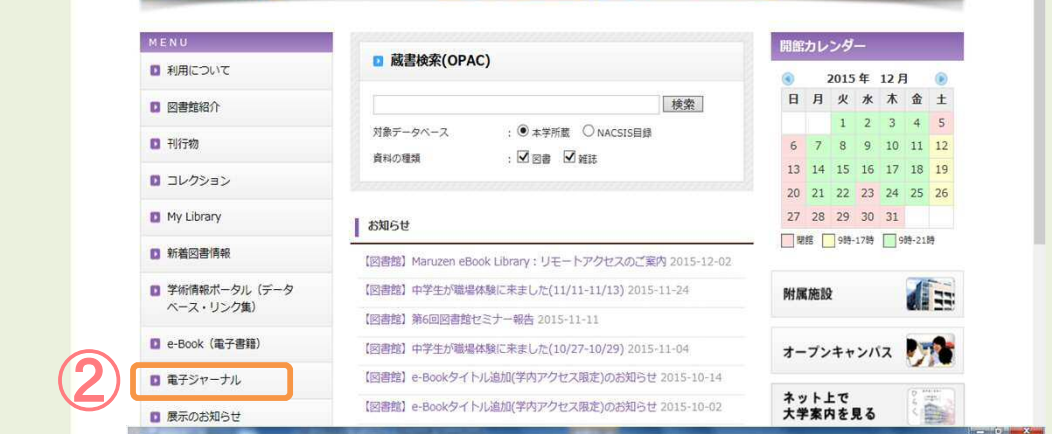 MENU
利用について
図書館紹介
刊行物
コレクション
My Library
新着図書情報
学術情報ポータル（データ
ベース・リンク集）
e-Book（電子書籍）
②
電子ジャーナル
展示のお知らせ
蔵書検索(OPAC)
検索
対象データベース : 本学所蔵 NACSIS目録
資料の種類 : 図書 雑誌
お知らせ
【図書館】Maruzen eBook Library：リモートアクセスのご案内 2015-12-02
【図書館】中学生が職場体験に来ました(11/11-11/13) 2015-11-24
【図書館】第6回図書館セミナー報告 2015-11-11
【図書館】中学生が職場体験に来ました(10/27-10/29) 2015-11-04
【図書館】e-Bookタイトル追加(学内アクセス限定)のお知らせ 2015-10-14
【図書館】e-Bookタイトル追加(学内アクセス限定)のお知らせ 2015-10-02
開館カレンダー
2015 年 12 月
日 月 火 水 木 金 土
1 2 3 4 5
6 7 8 9 10 11 12
13 14 15 16 17 18 19
20 21 22 23 24 25 26
27 28 29 30 31
閉館 9時-17時 9時-21時
附属施設
オープンキャンパス
ネット上で
大学案内を見る